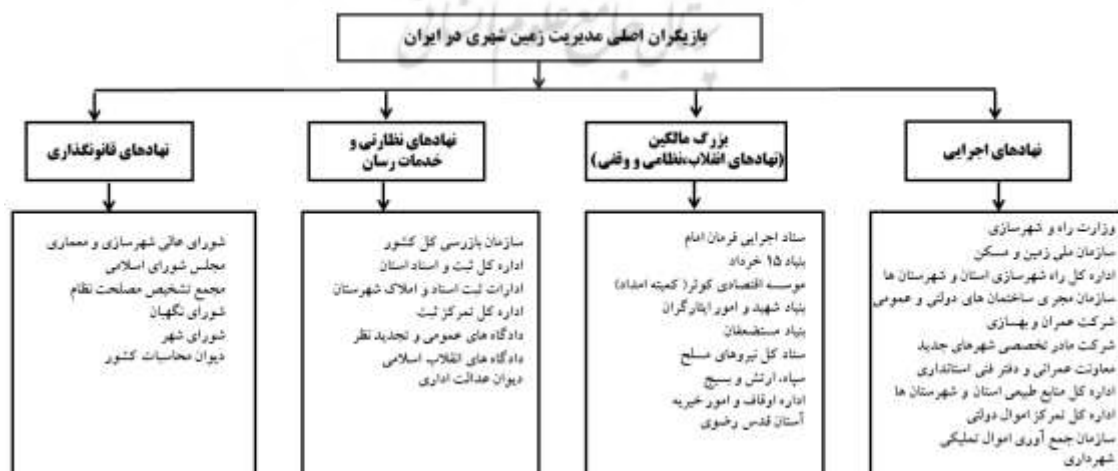 پرتال جامع علوم انسانی
بازیگران اصلی مدیریت زمین شهری در ایران
نهادهای اجرایی
وزارت راه و شهرسازی
سازمان ملی زمین و مسکن
اداره کل راه شهرسازی استان و شهرستان ها
سازمان مجری ساختمان های دولتی و عمومی
شرکت عمران و بهسازی
شرکت مادر تخصصی شهرهای جدید
معاونت عمرانی و دفتر فنی استانداری
اداره کل منابع طبیعی استان و شهرستان ها
اداره کل تمرکز اموال دولتی
سازمان جمع آوری اموال تملیکی
شهرداری
بزرگ مالکین
(نهادهای انقلاب،نظامی و وقفی)
ستاد اجرایی فرمان امام
بنیاد ۱۵ خرداد
موسسه اقتصادی کوثر( کمیته امداد)
بنیاد شهید و امور ایثارگران
بنیاد مستضعفان
ستاد کل نیروهای مسلح
سپاه، ارتش و بسیج
اداره اوقاف و امور خیریه
آستان قدس رضوی
نهادهای نظارتی و
خدمات رسان
سازمان بازرسی کل کشور
اداره کل ثبت و اسناد استان
ادارات ثبت اسناد و املاک شهرستان
اداره کل تمرکز ثبت
دادگاه های عمومی و تجدید نظر
دادگاه های انقلاب اسلامی
دیوان عدالت اداری
نهادهای قانونگذاری
شورای عالی شهرسازی و معماری
مجلس شورای اسلامی
مجمع تشخیص مصلحت نظام
شورای نگهبان
شورای شهر
دیوان محاسبات کشور